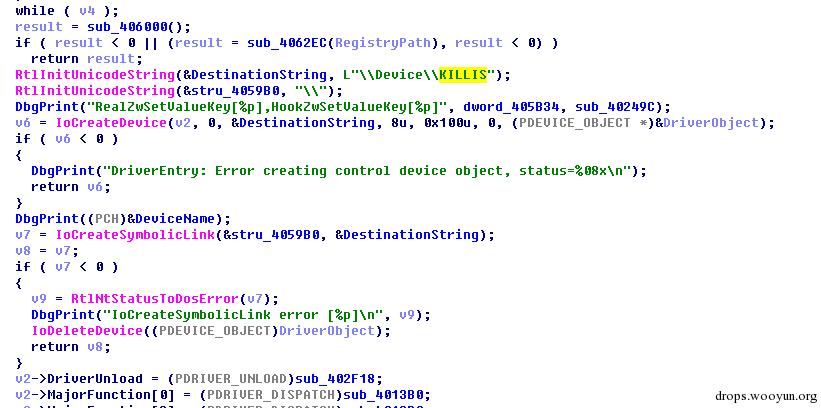 while ( v4 );
result = sub_406000();
if ( result < 0 || (result = sub_4062EC(RegistryPath), result < 0) )
return result;
RtlInitUnicodeString(&DestinationString, L"\\Device\\KILLIS");
RtlInitUnicodeString(&stru_4059B0, "\\");
DbgPrint("RealZwSetValueKey[%p],HookZwSetValueKey[%p]", dword_405B34, sub_40249C);
v6 = IoCreateDevice(v2, 0, &DestinationString, 8u, 0x100u, 0, (PDEVICE_OBJECT *)&DriverObject);
if ( v6 < 0 )
{
DbgPrint("DriverEntry: Error creating control device object, status=%08x\n");
return v6;
}
DbgPrint((PCH)&DeviceName);
v7 = IoCreateSymbolicLink(&stru_4059B0, &DestinationString);
v8 = v7;
if ( v7 < 0 )
{
v9 = RtlNtStatusToDosError(v7);
DbgPrint("IoCreateSymbolicLink error [%p]\n", v9);
IoDeleteDevice((PDEVICE_OBJECT)DriverObject);
return v8;
}
v2->DriverUnload = (PDRIVER_UNLOAD)sub_402F18;
v2->MajorFunction[0] = (PDRIVER_DISPATCH)sub_4013B0;
drops.wooyun.org